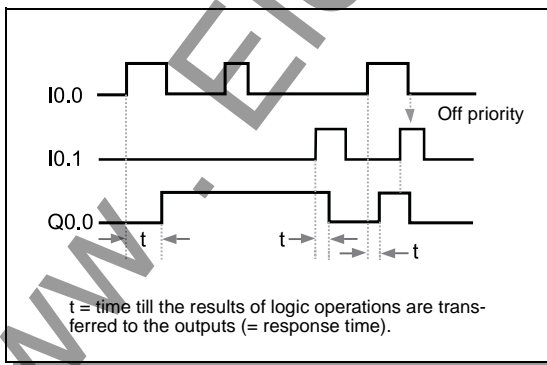 I0.0
Off priority
I0.1
Q0.0
t
t
t
t = time till the results of logic operations are trans-
ferred to the outputs (= response time).